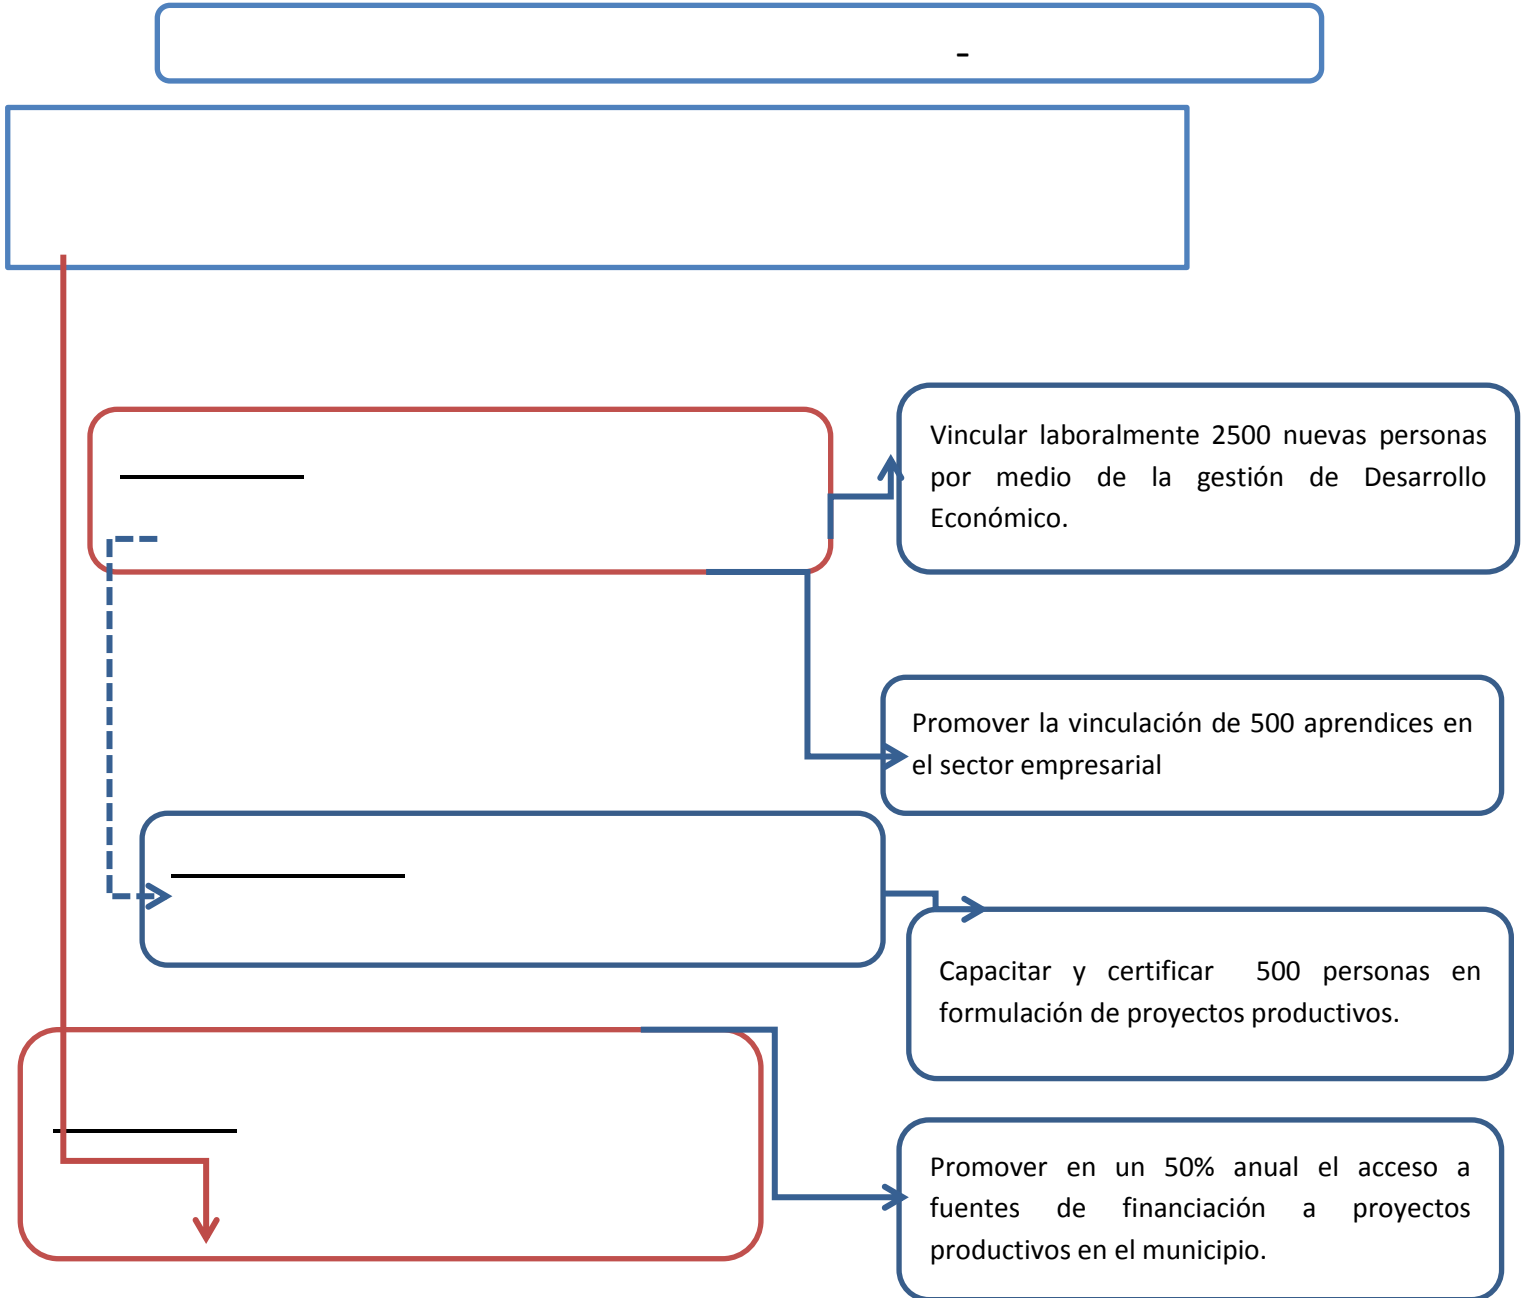 -
Vincular laboralmente 2500 nuevas personas
por medio de la gestión de Desarrollo
Económico.
Promover la vinculación de 500 aprendices en
el sector empresarial
Capacitar y certificar 500 personas en
formulación de proyectos productivos.
Promover en un 50% anual el acceso a
fuentes de financiación a proyectos
productivos en el municipio.